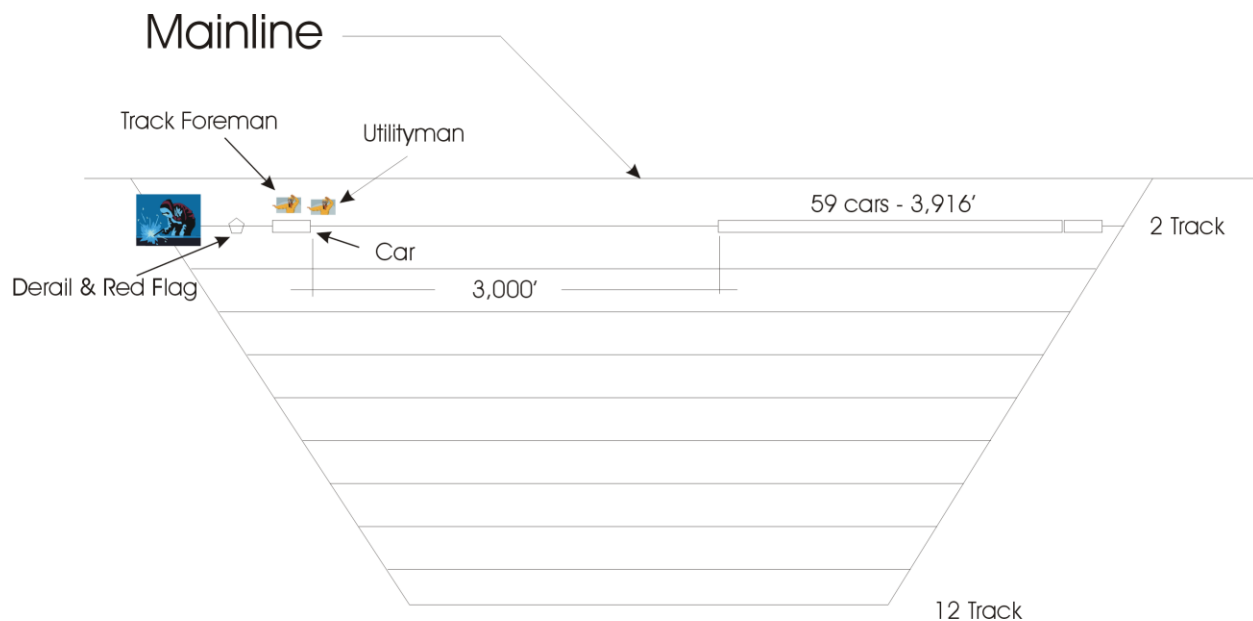 Mainline
Track Foreman
Utilityman
59 cars - 3,916’
2 Track
Car
Derail & Red Flag
3,000’
12 Track